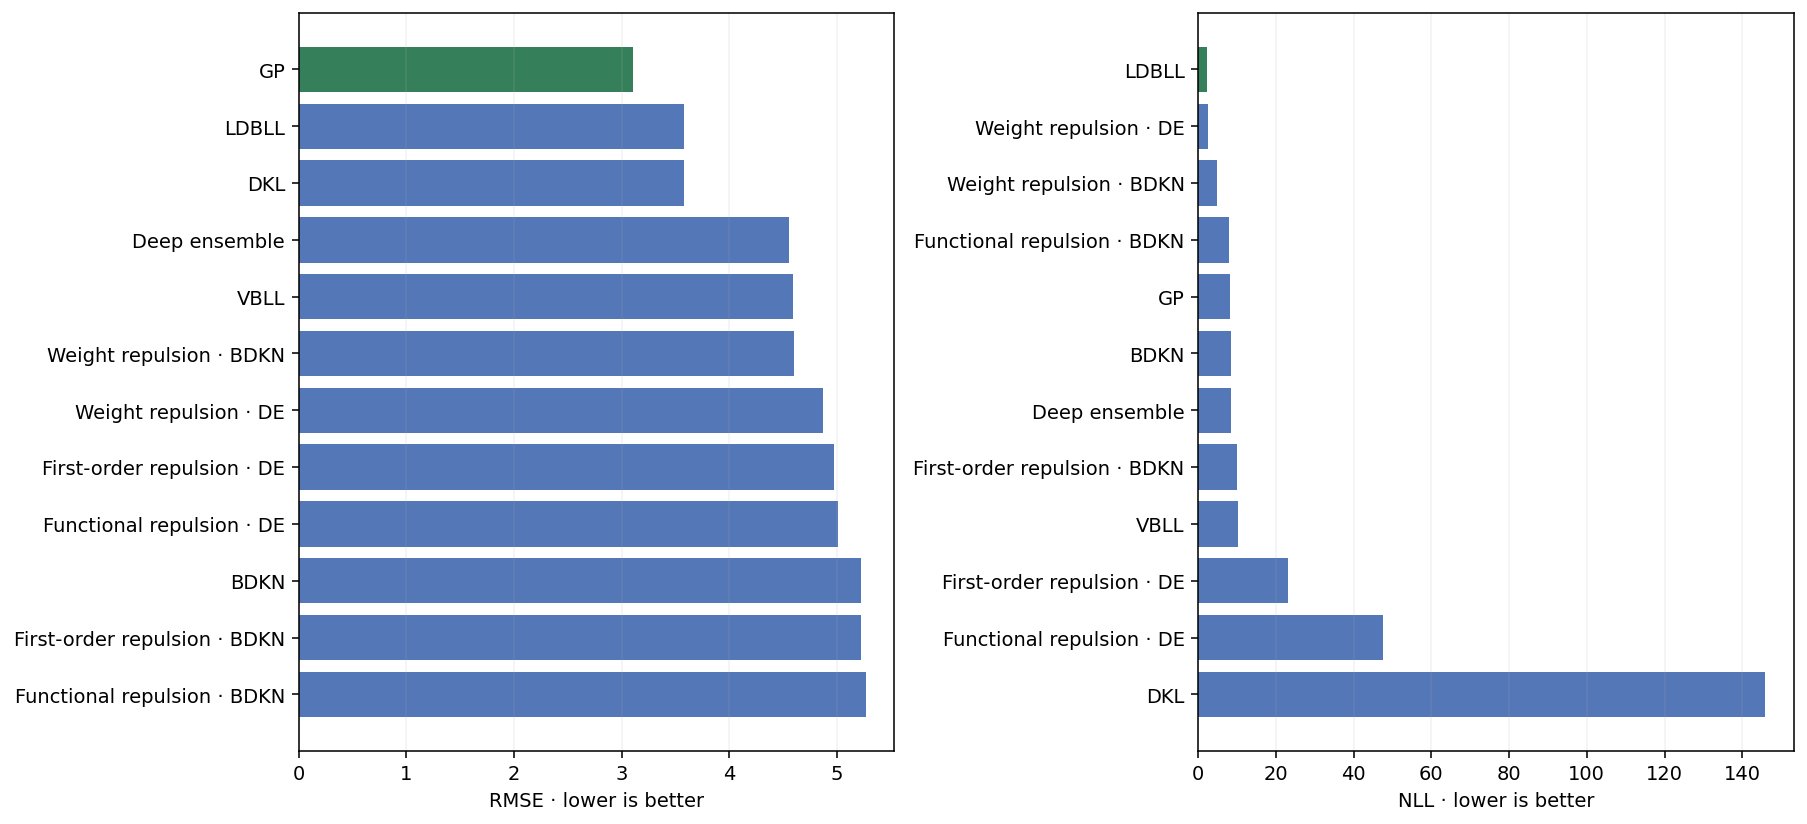 GP
LDBLL
DKL
Deep ensemble
VBLL
Weight repulsion · BDKN
Weight repulsion · DE
First-order repulsion · DE
Functional repulsion · DE
BDKN
First-order repulsion · BDKN
Functional repulsion · BDKN
0 1 2 3 4 5
RMSE · lower is better
LDBLL
Weight repulsion · DE
Weight repulsion · BDKN
Functional repulsion · BDKN
GP
BDKN
Deep ensemble
First-order repulsion · BDKN
VBLL
First-order repulsion · DE
Functional repulsion · DE
DKL
0 20 40 60 80 100 120 140
NLL · lower is better